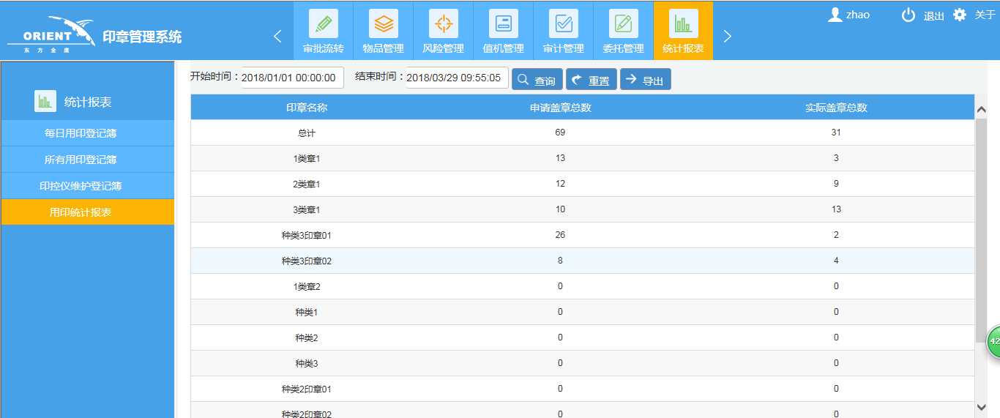 ORIENT
东方金鹰
印章管理系统
审批流转
物品管理
风险管理
值机管理
审计管理
委托管理
统计报表
zhao
退出
关于
统计报表
每日用印登记簿
所有用印登记簿
印控仪维护登记簿
用印统计报表
开始时间：2018/01/01 00:00:00 结束时间：2018/03/29 09:55:05 查询 重置 导出
印章名称 申请盖章总数 实际盖章总数
总计 69 31
1类章1 13 3
2类章1 12 9
3类章1 10 13
种类3印章01 26 2
种类3印章02 8 4
1类章2 0 0
种类1 0 0
种类2 0 0
种类3 0 0
种类2印章01 0 0
种类2印章02 0 0
42